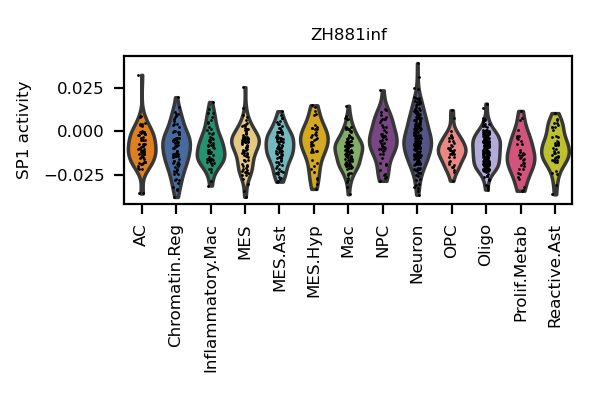 ZH881inf
SP1 activity
0.025
0.000
−0.025
AC
Chromatin.Reg
Inflammatory.Mac
MES
MES.Ast
MES.Hyp
Mac
NPC
Neuron
OPC
Oligo
Prolif.Metab
Reactive.Ast